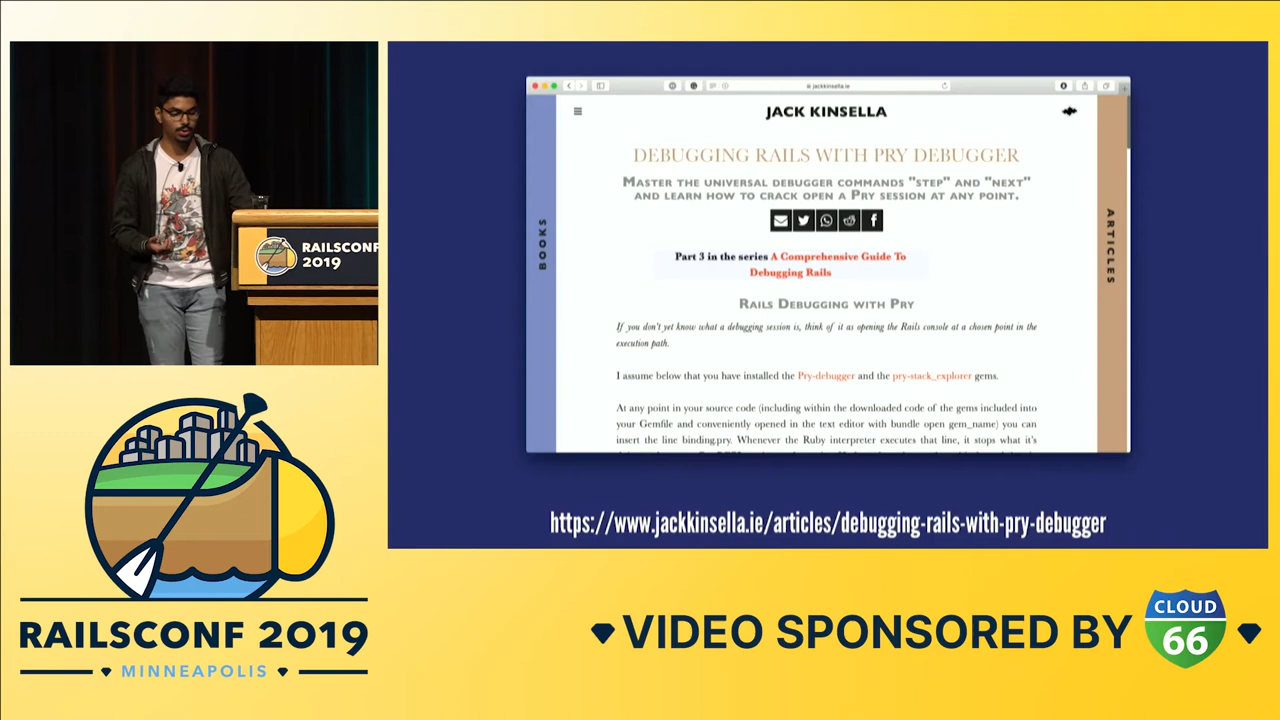 RAILSCONF
2019
jackkinsella.ie
JACK KINSELLA
DEBUGGING RAILS WITH PRY DEBUGGER
MASTER THE UNIVERSAL DEBUGGER COMMANDS "STEP" AND "NEXT"
AND LEARN HOW TO CRACK OPEN A PRY SESSION AT ANY POINT.
Part 3 in the series A Comprehensive Guide To
Debugging Rails
RAILS DEBUGGING WITH PRY
If you don't yet know what a debugging session is, think of it as opening the Rails console at a chosen point in the
execution path.
I assume below that you have installed the Pry-debugger and the pry-stack_explorer gems.
At any point in your source code (including within the downloaded code of the gems included into
your Gemfile and conveniently opened in the text editor with bundle open gem_name) you can
insert the line binding.pry. Whenever the Ruby interpreter executes that line, it stops what it's
BOOKS
ARTICLES
https://www.jackkinsella.ie/articles/debugging-rails-with-pry-debugger
RAILSCONF 2019
MINNEAPOLIS
VIDEO SPONSORED BY
CLOUD
66